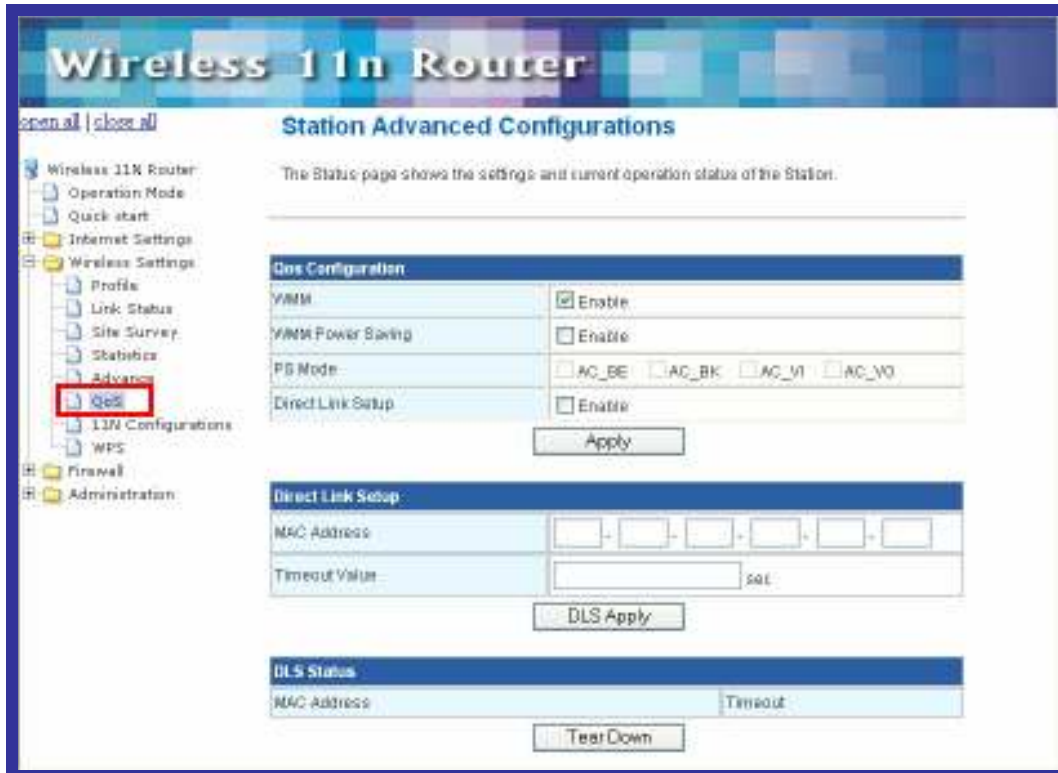 Wireless 11n Router
open all | close all
Wireless 11N Router
Operation Mode
Quick start
Internet Settings
Wireless Settings
Profile
Link Status
Site Survey
Statistics
Advance
QoS
11N Configurations
WPS
Firewall
Administration
Station Advanced Configurations
The Status page shows the settings and current operation status of the Station.
Qos Configuration
WMM Enable
WMM Power Saving Enable
PS Mode AC_BE AC_BK AC_VI AC_VO
Direct Link Setup Enable
Apply
Direct Link Setup
MAC Address - - - - -
Timeout Value sec
DLS Apply
DLS Status
MAC Address Timeout
Tear Down